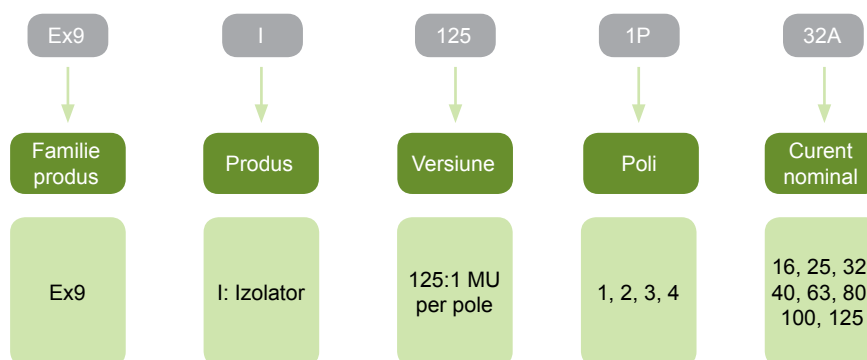 Ex9
I
125
1P
32A
Familie
produs
Produs
Versiune
Poli
Curent
nominal
Ex9
I: Izolator
125:1 MU
per pole
1, 2, 3, 4
16, 25, 32
40, 63, 80
100, 125